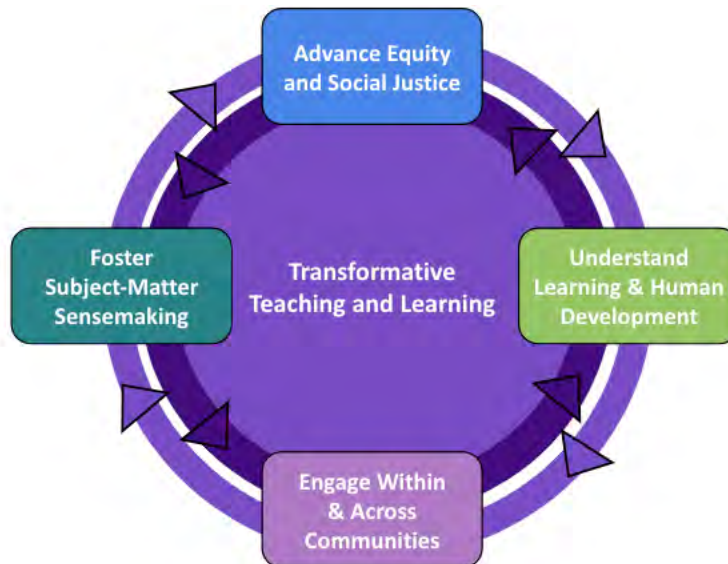 Advance Equity
and Social Justice
Foster
Subject-Matter
Sensemaking
Transformative
Teaching and Learning
Understand
Learning & Human
Development
Engage Within
& Across
Communities